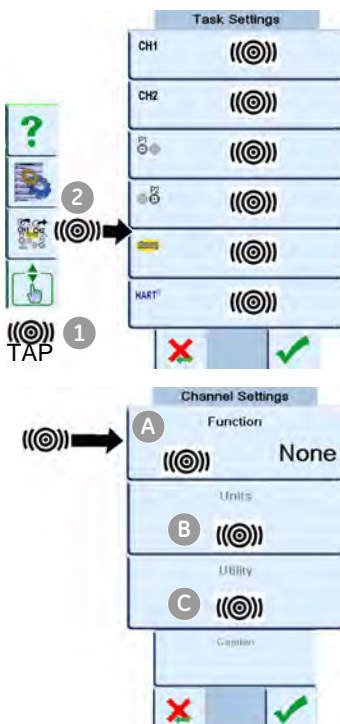 Task Settings
CH1
CH2
P1
?
2
P2
HART
1
TAP
Channel Settings
A
Function
None
Units
B
Utility
C
Caption